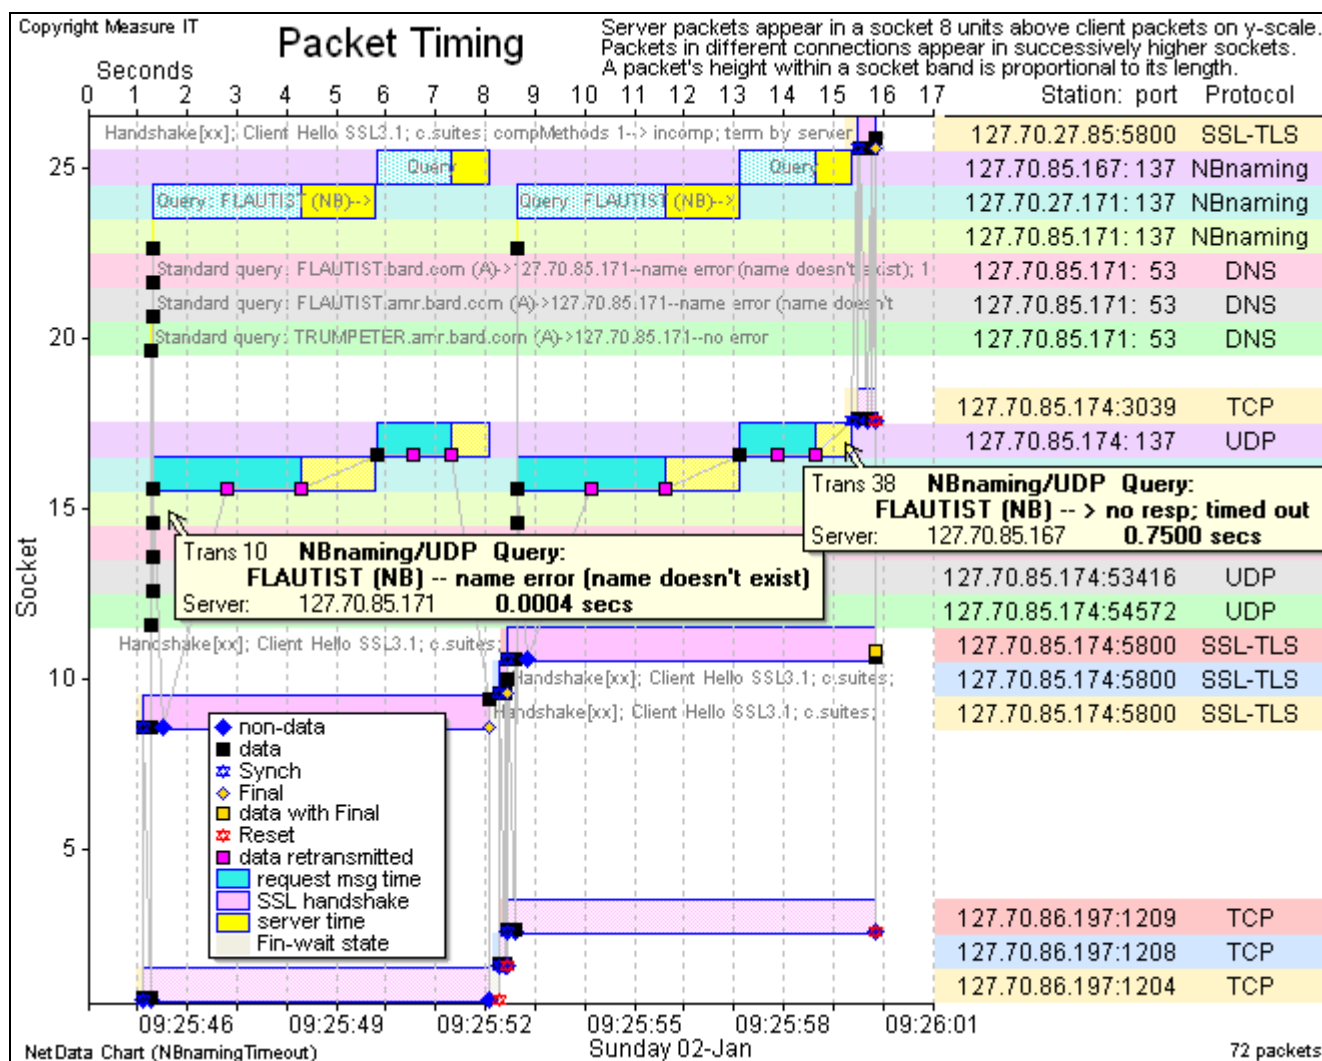 Copyright Measure IT
Packet Timing
Server packets appear in a socket 8 units above client packets on y-scale.
Packets in different connections appear in successively higher sockets.
A packet's height within a socket band is proportional to its length.
Seconds
0 1 2 3 4 5 6 7 8 9 10 11 12 13 14 15 16 17
Station: port Protocol
Handshake[xx]; Client Hello SSL3.1; c.suites; compMethods 1--> incomp; term by server
127.70.27.85:5800 SSL-TLS
25
Query
Query
127.70.85.167: 137 NBnaming
Query: FLAUTIST (NB)-->
Query: FLAUTIST (NB)-->
127.70.27.171: 137 NBnaming
127.70.85.171: 137 NBnaming
Standard query: FLAUTIST.bard.com (A)->127.70.85.171--name error (name doesn't exist); 1
127.70.85.171: 53 DNS
Standard query: FLAUTIST.amr.bard.com (A)->127.70.85.171--name error (name doesn't
127.70.85.171: 53 DNS
20
Standard query: TRUMPETER.amr.bard.com (A)->127.70.85.171--no error
127.70.85.171: 53 DNS
127.70.85.174:3039 TCP
127.70.85.174: 137 UDP
15
Trans 38 NBnaming/UDP Query:
FLAUTIST (NB) -- > no resp; timed out
Server: 127.70.85.167 0.7500 secs
Trans 10 NBnaming/UDP Query:
FLAUTIST (NB) -- name error (name doesn't exist)
Server: 127.70.85.171 0.0004 secs
127.70.85.174:53416 UDP
127.70.85.174:54572 UDP
Socket
Handshake[xx]; Client Hello SSL3.1; c.suites;
127.70.85.174:5800 SSL-TLS
10
Handshake[xx]; Client Hello SSL3.1; c.suites;
127.70.85.174:5800 SSL-TLS
Handshake[xx]; Client Hello SSL3.1; c.suites;
127.70.85.174:5800 SSL-TLS
non-data
data
Synch
Final
data with Final
Reset
data retransmitted
request msg time
SSL handshake
server time
Fin-wait state
5
127.70.86.197:1209 TCP
127.70.86.197:1208 TCP
127.70.86.197:1204 TCP
09:25:46 09:25:49 09:25:52 09:25:55 09:25:58 09:26:01
NetData Chart (NBnamingTimeout)
Sunday 02-Jan
72 packets